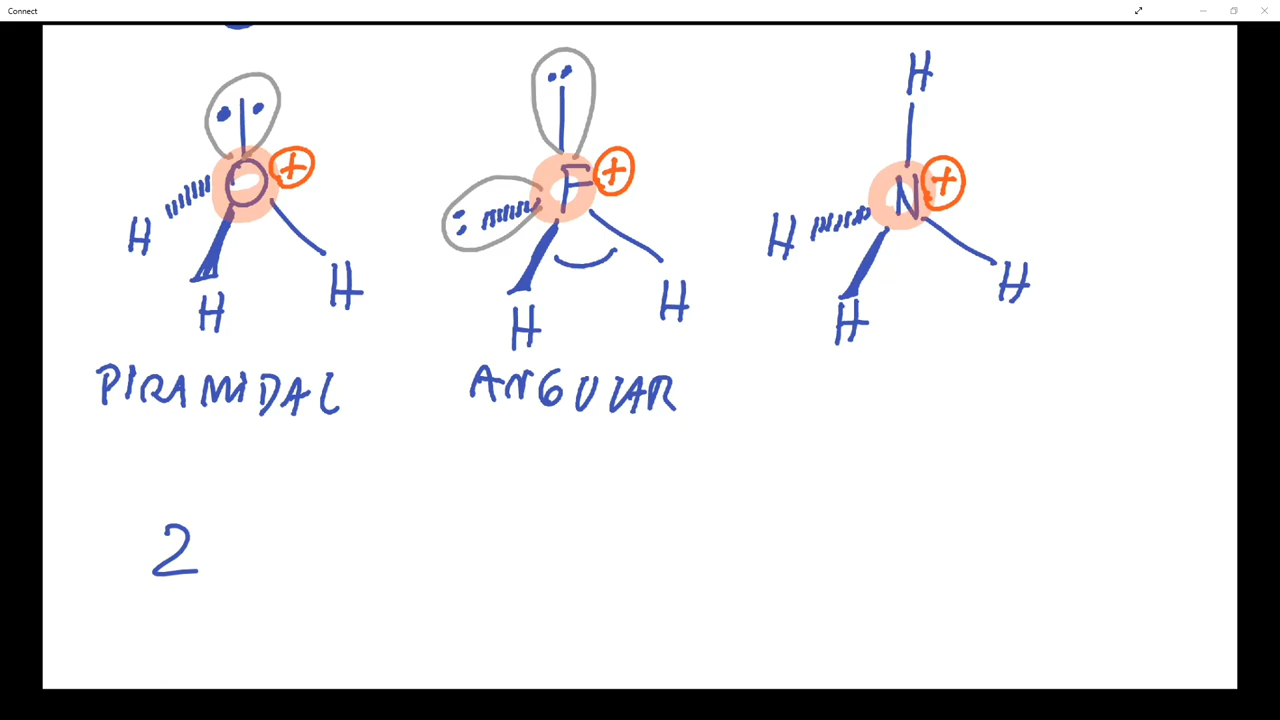 Connect
H
O +
F +
N +
H H H
H H
H H H
PIRAMIDAL ANGULAR
2